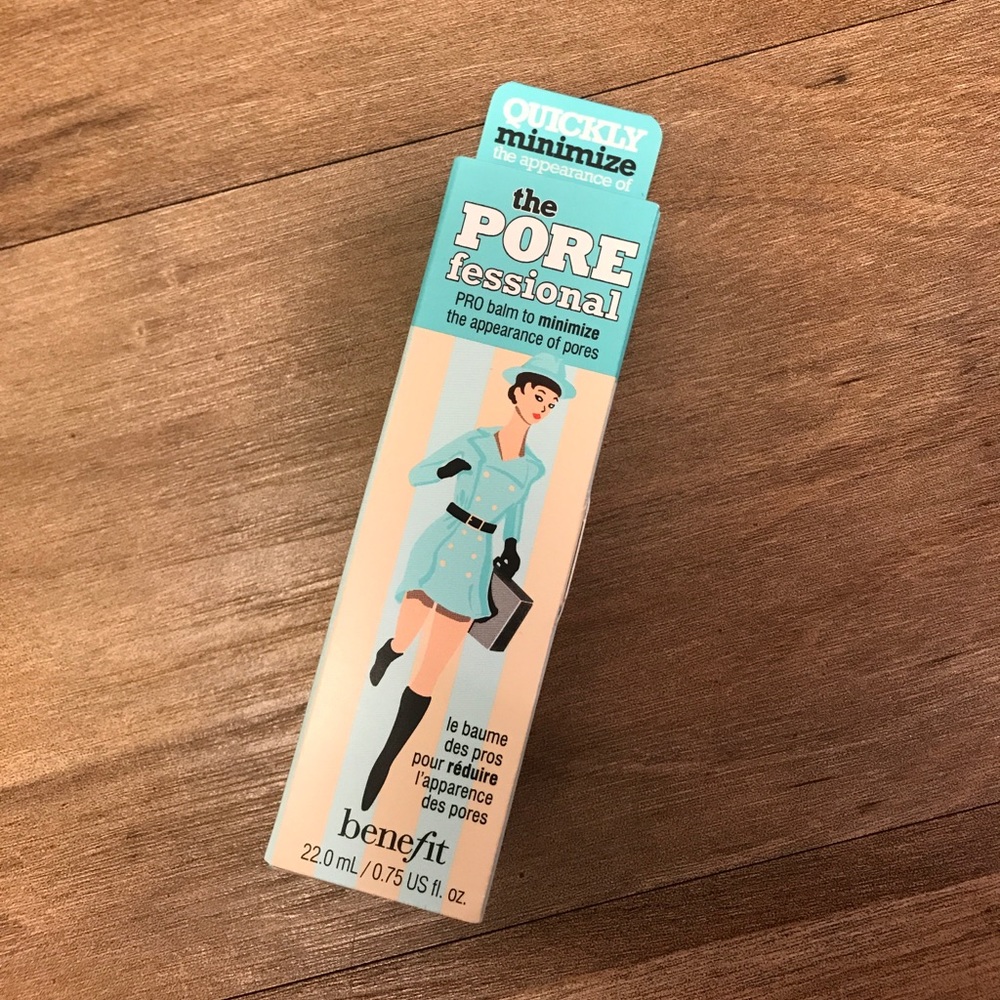 QUICKLY
minimize
the appearance of
the
PORE
fessional
PRO balm to minimize
the appearance of pores
le baume
des pros
pour réduire
l'apparence
des pores
benefit
22.0 mL / 0.75 US fl. oz.